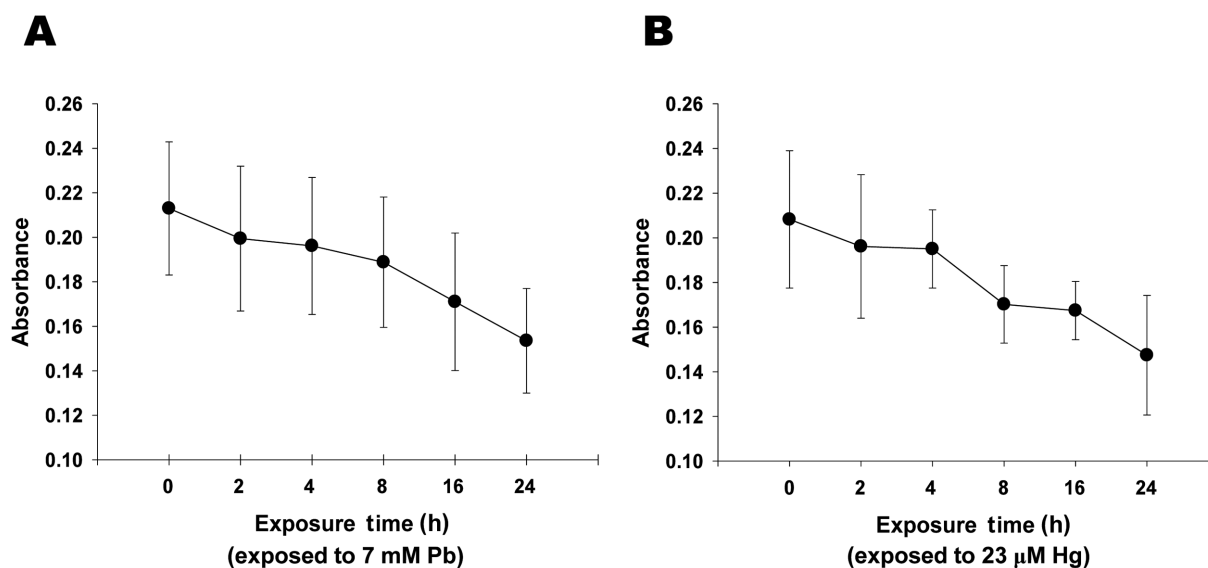 A
0.26
0.24
0.22
0.20
0.18
0.16
0.14
0.12
0.10
Absorbance
0 2 4 8 16 24
Exposure time (h)
(exposed to 7 mM Pb)
B
0.26
0.24
0.22
0.20
0.18
0.16
0.14
0.12
0.10
Absorbance
0 2 4 8 16 24
Exposure time (h)
(exposed to 23 μM Hg)